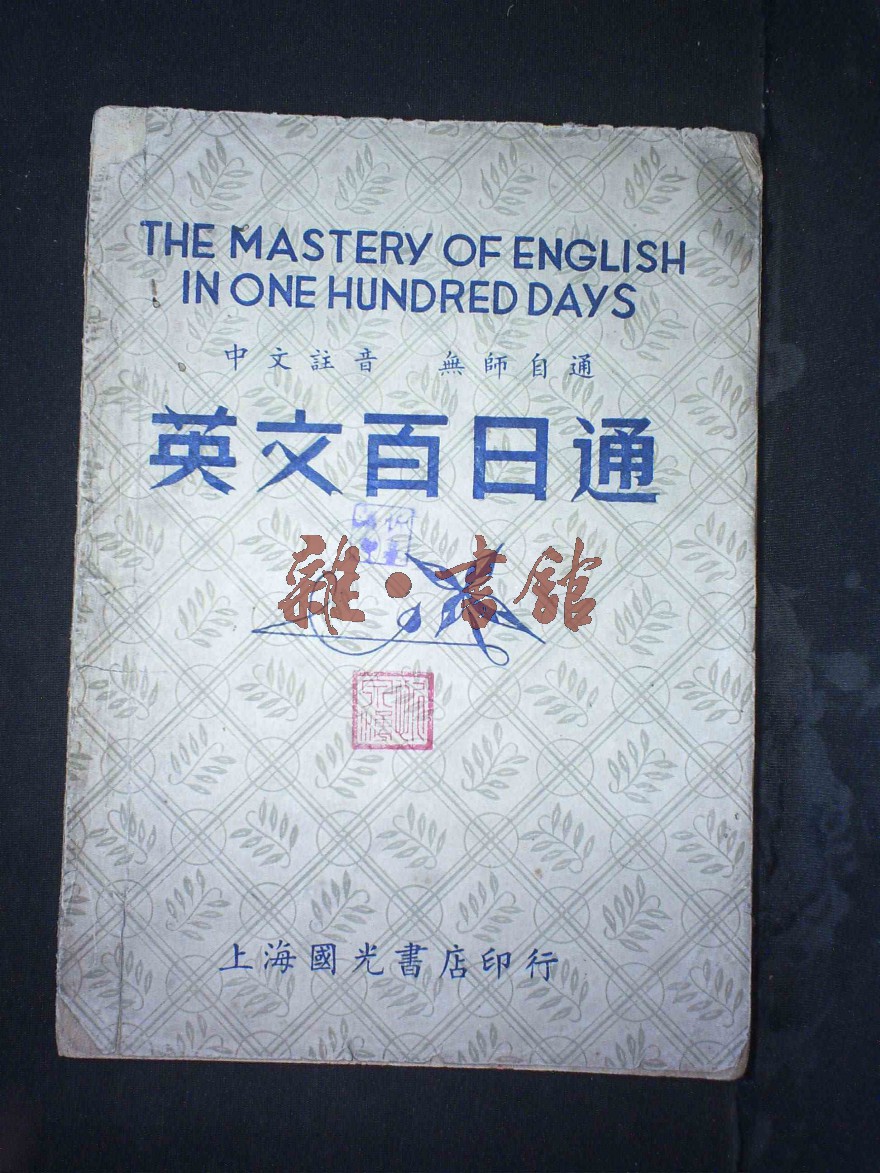 THE MASTERY OF ENGLISH
IN ONE HUNDRED DAYS
中文註音 無師自通
英文百日通
雜·書館
上海國光書店印行